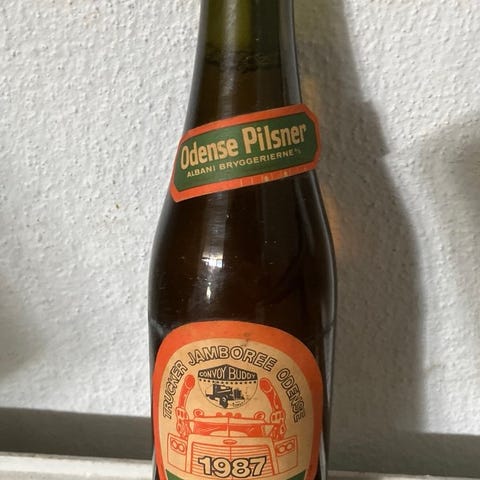 Odense Pilsner
ALBANI BRYGGERIERNE A/S
TRUCKER JAMBOREE ODENSE
CONVOY BUDDY
1987